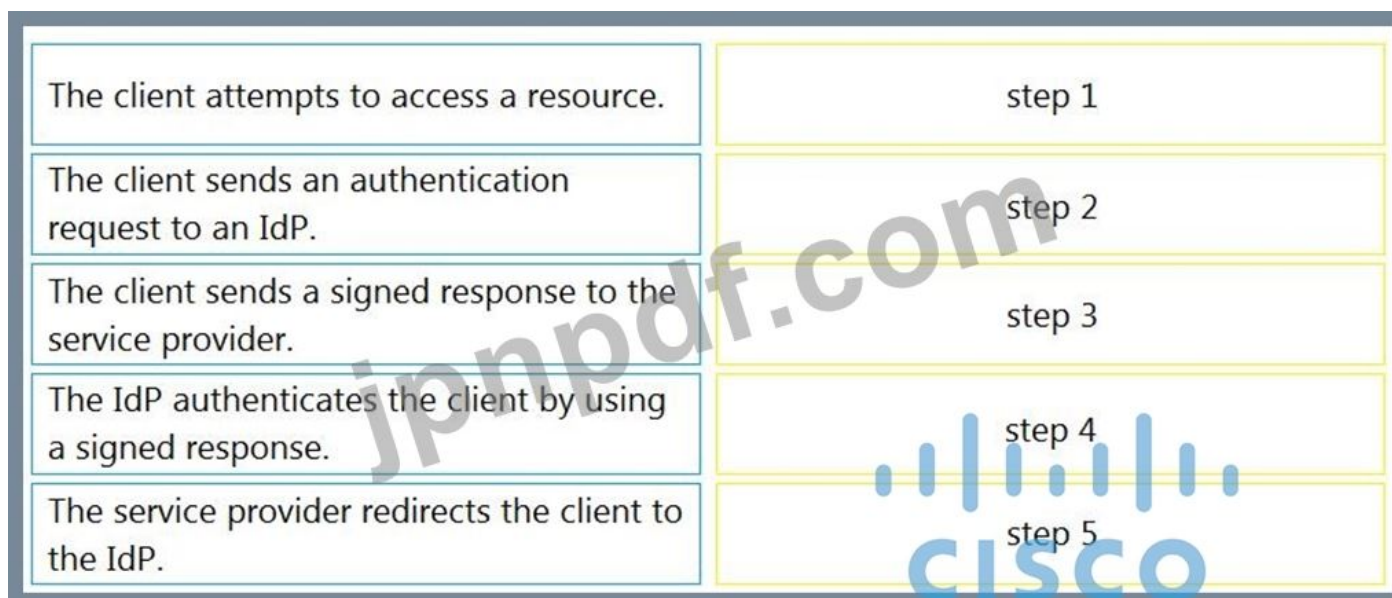 The client attempts to access a resource.
step 1
The client sends an authentication
request to an IdP.
step 2
The client sends a signed response to the
service provider.
step 3
The IdP authenticates the client by using
a signed response.
step 4
The service provider redirects the client to
the IdP.
step 5
jpnpdf.com
CISCO